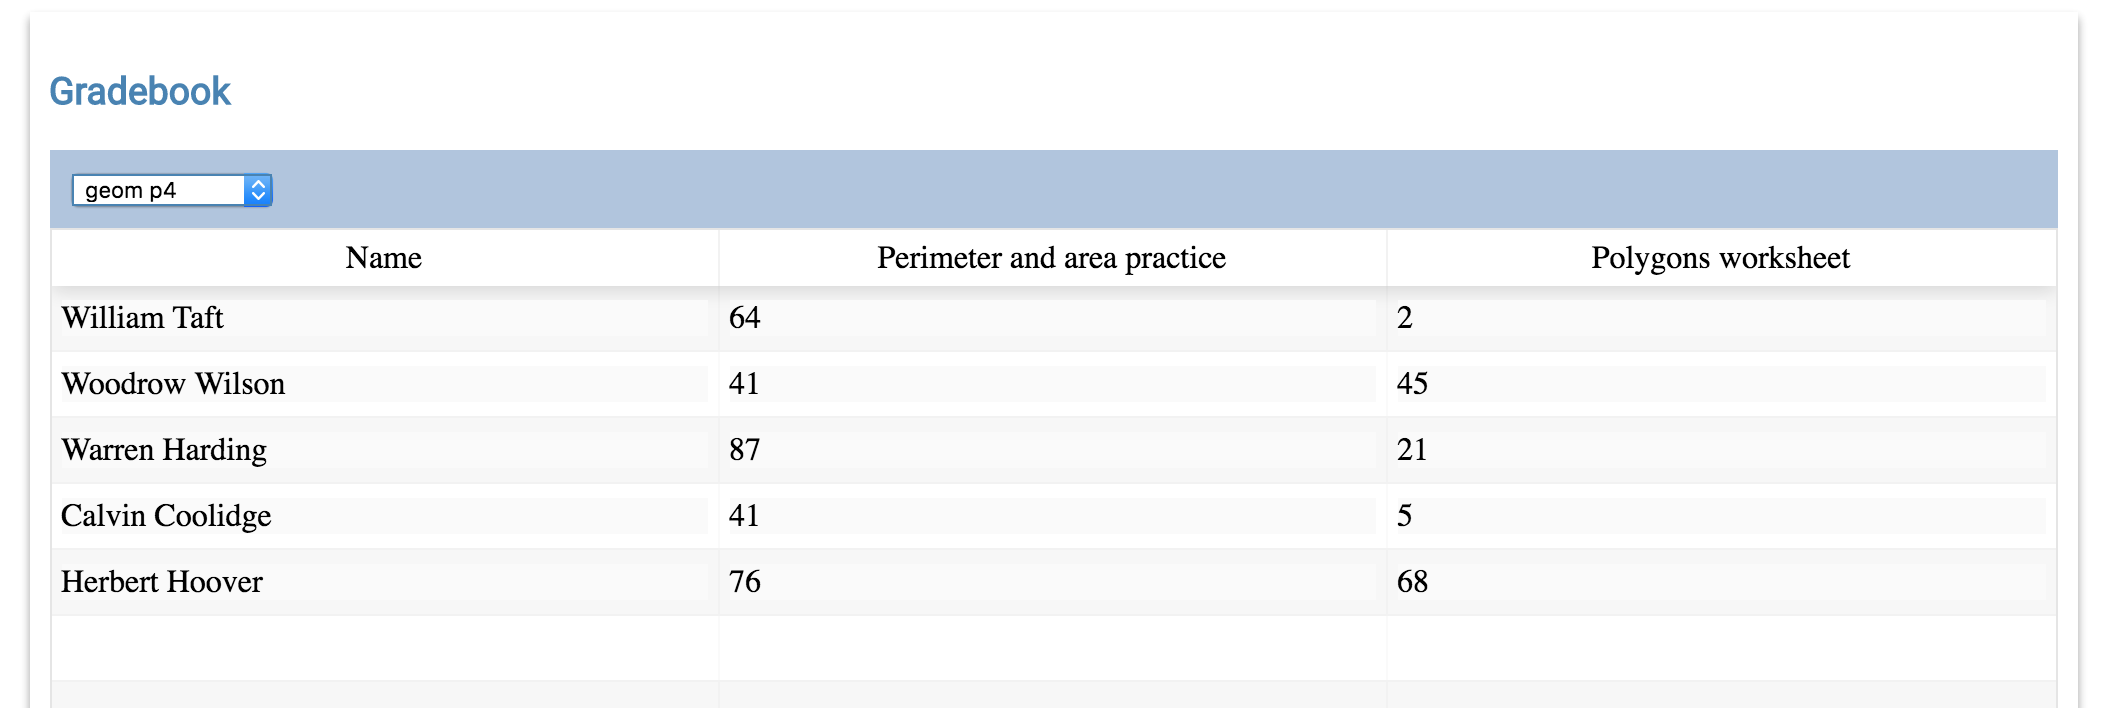 Gradebook
geom p4
Name Perimeter and area practice Polygons worksheet
William Taft 64 2
Woodrow Wilson 41 45
Warren Harding 87 21
Calvin Coolidge 41 5
Herbert Hoover 76 68